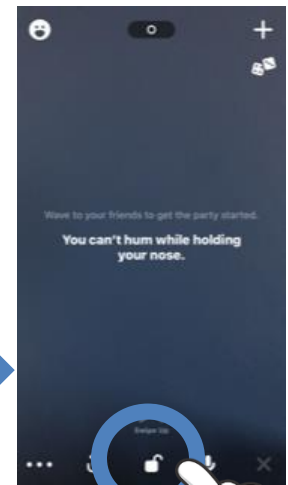 Wave to your friends to get the party started.
You can't hum while holding
your nose.
Swipe Up